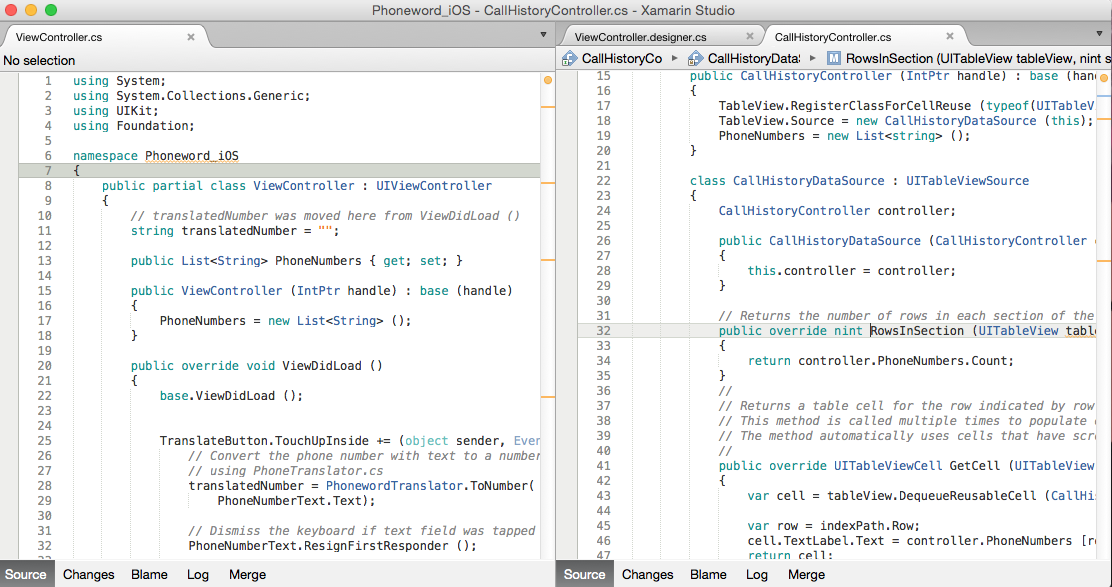 Phoneword_iOS - CallHistoryController.cs - Xamarin Studio
ViewController.cs
No selection
1 using System;
2 using System.Collections.Generic;
3 using UIKit;
4 using Foundation;
5
6 namespace Phoneword_iOS
7 {
8 public partial class ViewController : UIViewController
9 {
10 // translatedNumber was moved here from ViewDidLoad ()
11 string translatedNumber = "";
12
13 public List<String> PhoneNumbers { get; set; }
14
15 public ViewController (IntPtr handle) : base (handle)
16 {
17 PhoneNumbers = new List<String> ();
18 }
19
20 public override void ViewDidLoad ()
21 {
22 base.ViewDidLoad ();
23
24
25 TranslateButton.TouchUpInside += (object sender, Even
26 // Convert the phone number with text to a number
27 // using PhoneTranslator.cs
28 translatedNumber = PhonewordTranslator.ToNumber(
29 PhoneNumberText.Text);
30
31 // Dismiss the keyboard if text field was tapped
32 PhoneNumberText.ResignFirstResponder ();
Source Changes Blame Log Merge
ViewController.designer.cs CallHistoryController.cs
CallHistoryCo CallHistoryData M RowsInSection (UITableView tableView, nint s
15 public CallHistoryController (IntPtr handle) : base (han
16 {
17 TableView.RegisterClassForCellReuse (typeof(UITableV
18 TableView.Source = new CallHistoryDataSource (this);
19 PhoneNumbers = new List<string> ();
20 }
21
22 class CallHistoryDataSource : UITableViewSource
23 {
24 CallHistoryController controller;
25
26 public CallHistoryDataSource (CallHistoryController
27 {
28 this.controller = controller;
29 }
30
31 // Returns the number of rows in each section of the
32 public override nint RowsInSection (UITableView table
33 {
34 return controller.PhoneNumbers.Count;
35 }
36 //
37 // Returns a table cell for the row indicated by row
38 // This method is called multiple times to populate
39 // The method automatically uses cells that have scr
40 //
41 public override UITableViewCell GetCell (UITableView
42 {
43 var cell = tableView.DequeueReusableCell (CallHi
44
45 var row = indexPath.Row;
46 cell.TextLabel.Text = controller.PhoneNumbers [r
47 return cell;
Source Changes Blame Log Merge